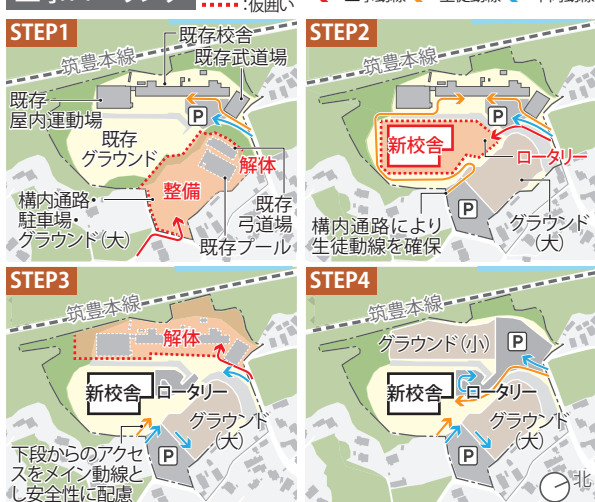 :仮囲い
STEP1
筑豊本線
既存校舎
既存武道場
既存
屋内運動場
P
既存
グラウンド
解体
整備
構内通路・
駐車場・
グラウンド(大)
既存
弓道場
既存プール
STEP2
筑豊本線
P
新校舎
ロータリー
P
構内通路により
生徒動線を確保
グラウンド
(大)
STEP3
筑豊本線
解体
新校舎
ロータリー
グラウンド
(大)
P
下段からのアクセ
スをメイン動線と
し安全性に配慮
STEP4
筑豊本線
グラウンド(小)
P
新校舎
ロータリー
グラウンド
(大)
P
北